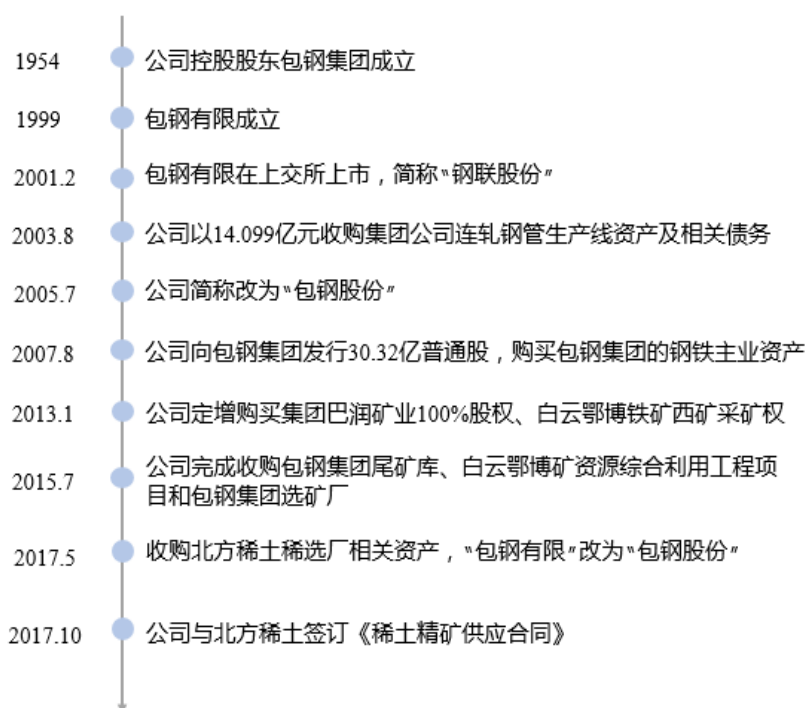 1954 公司控股股东包钢集团成立
1999 包钢有限成立
2001.2 包钢有限在上交所上市，简称“钢联股份”
2003.8 公司以14.099亿元收购集团公司连轧钢管生产线资产及相关债务
2005.7 公司简称改为“包钢股份”
2007.8 公司向包钢集团发行30.32亿普通股，购买包钢集团的钢铁主业资产
2013.1 公司定增购买集团巴润矿业100%股权、白云鄂博铁矿西矿采矿权
2015.7 公司完成收购包钢集团尾矿库、白云鄂博矿资源综合利用工程项
目和包钢集团选矿厂
2017.5 收购北方稀土稀选厂相关资产，“包钢有限”改为“包钢股份”
2017.10 公司与北方稀土签订《稀土精矿供应合同》